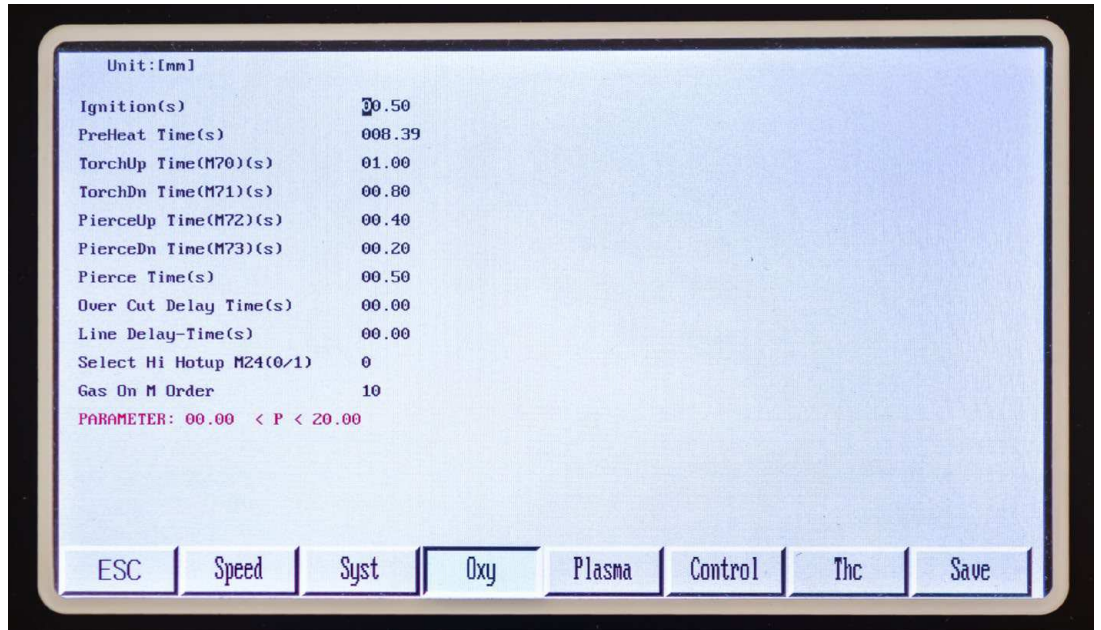 Unit:[mm]
Ignition(s) 00.50
PreHeat Time(s) 008.39
TorchUp Time(M70)(s) 01.00
TorchDn Time(M71)(s) 00.80
PierceUp Time(M72)(s) 00.40
PierceDn Time(M73)(s) 00.20
Pierce Time(s) 00.50
Over Cut Delay Time(s) 00.00
Line Delay-Time(s) 00.00
Select Hi Hotup M24(0/1) 0
Gas On M Order 10
PARAMETER: 00.00 < P < 20.00
ESC Speed Syst Oxy Plasma Control Thc Save